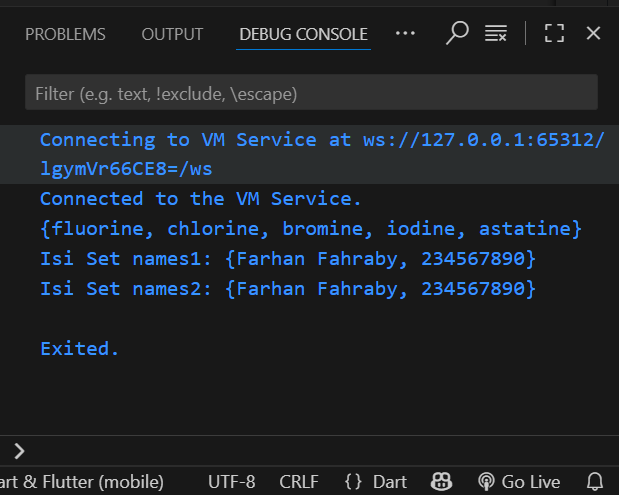 PROBLEMS OUTPUT DEBUG CONSOLE ···
Filter (e.g. text, !exclude, \escape)
Connecting to VM Service at ws://127.0.0.1:65312/
lgymVr66CE8=/ws
Connected to the VM Service.
{fluorine, chlorine, bromine, iodine, astatine}
Isi Set names1: {Farhan Fahraby, 234567890}
Isi Set names2: {Farhan Fahraby, 234567890}
Exited.
art & Flutter (mobile) UTF-8 CRLF {} Dart Go Live